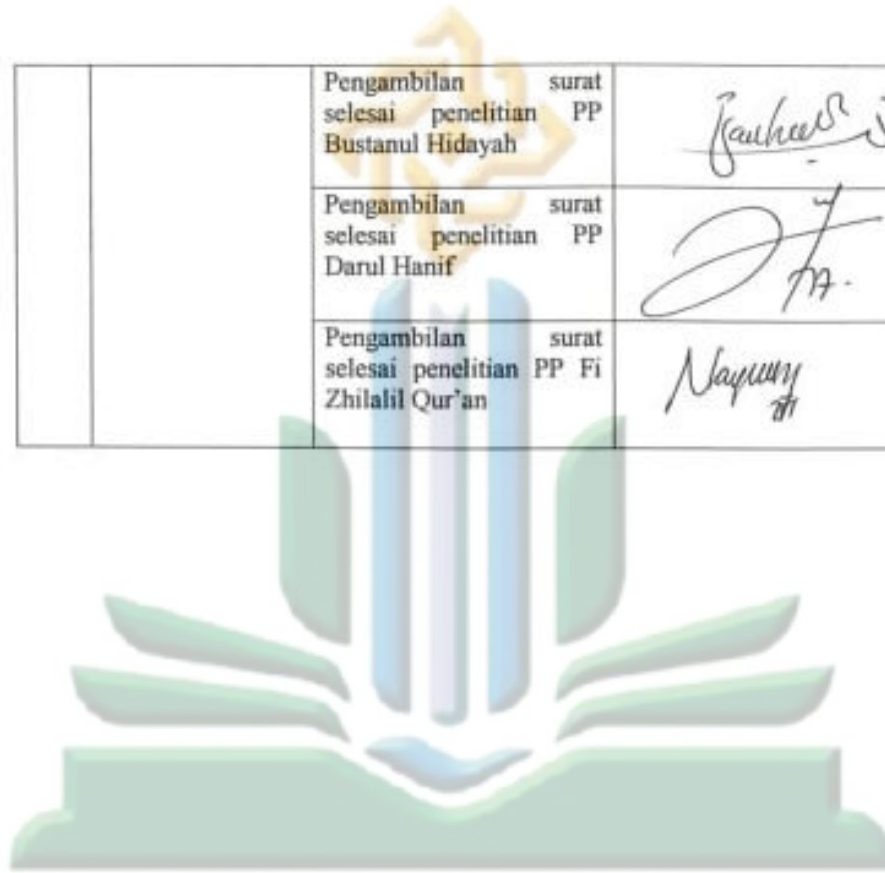 Pengambilan surat
selesai penelitian PP
Bustanul Hidayah
Pengambilan surat
selesai penelitian PP
Darul Hanif
Pengambilan surat
selesai penelitian PP Fi
Zhilalil Qur'an